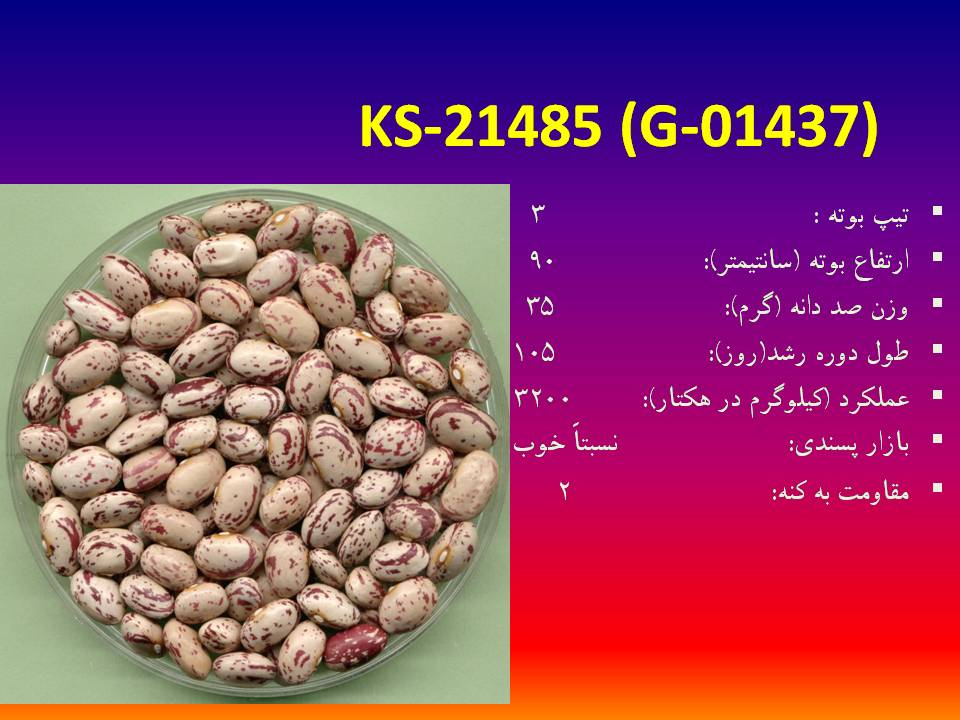 KS-21485 (G-01437)
تیپ بوته : ۳
ارتفاع بوته (سانتیمتر): ۹۰
وزن صد دانه (گرم): ۳۵
طول دوره رشد(روز): ۱۰۵
عملکرد (کیلوگرم در هکتار): ۳۲۰۰
بازار پسندی: نسبتاً خوب
مقاومت به کنه: ۲